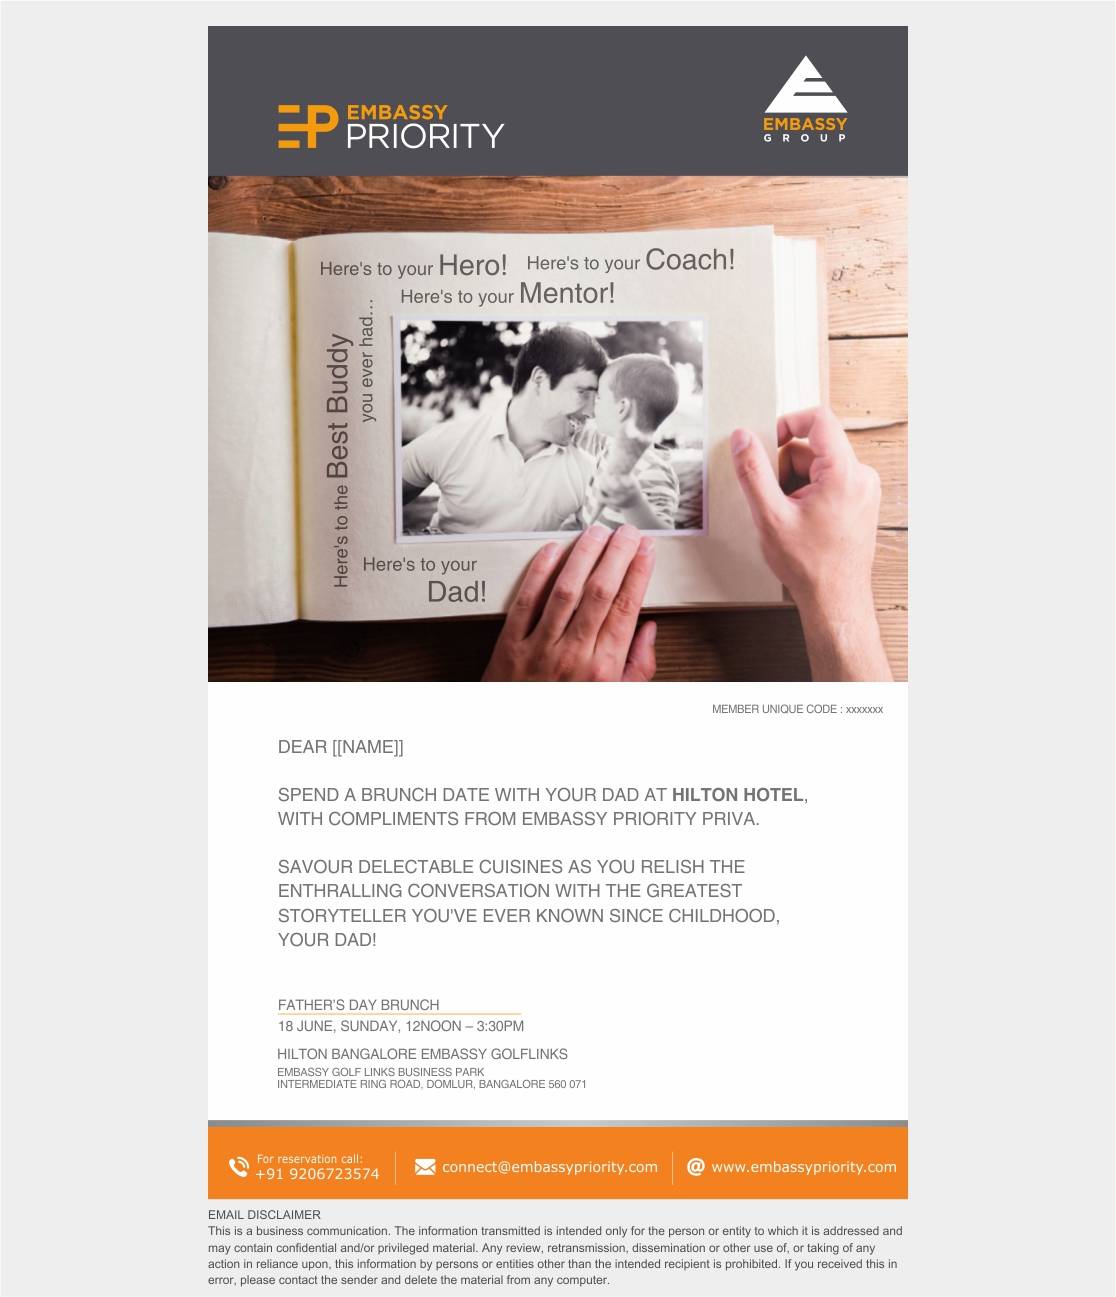 EMBASSY
PRIORITY
EMBASSY
GROUP
Here's to your Hero!
Here's to your Coach!
Here's to your Mentor!
Here's to the Best Buddy
you ever had...
Here's to your
Dad!
MEMBER UNIQUE CODE : xxxxxxx
DEAR [[NAME]]
SPEND A BRUNCH DATE WITH YOUR DAD AT HILTON HOTEL,
WITH COMPLIMENTS FROM EMBASSY PRIORITY PRIVA.
SAVOUR DELECTABLE CUISINES AS YOU RELISH THE
ENTHRALLING CONVERSATION WITH THE GREATEST
STORYTELLER YOU'VE EVER KNOWN SINCE CHILDHOOD,
YOUR DAD!
FATHER'S DAY BRUNCH
18 JUNE, SUNDAY, 12NOON – 3:30PM
HILTON BANGALORE EMBASSY GOLFLINKS
EMBASSY GOLF LINKS BUSINESS PARK
INTERMEDIATE RING ROAD, DOMLUR, BANGALORE 560 071
For reservation call:
+91 9206723574
connect@embassypriority.com
www.embassypriority.com
EMAIL DISCLAIMER
This is a business communication. The information transmitted is intended only for the person or entity to which it is addressed and
may contain confidential and/or privileged material. Any review, retransmission, dissemination or other use of, or taking of any
action in reliance upon, this information by persons or entities other than the intended recipient is prohibited. If you received this in
error, please contact the sender and delete the material from any computer.